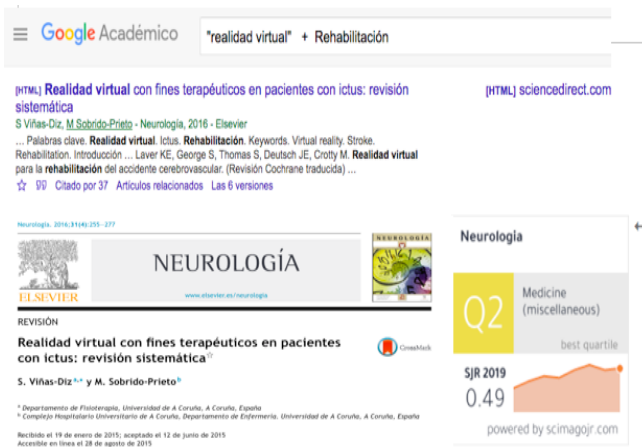 Google Académico
"realidad virtual" + Rehabilitación
[HTML] Realidad virtual con fines terapéuticos en pacientes con ictus: revisión
sistemática
[HTML] sciencedirect.com
S Viñas-Diz, M Sobrido-Prieto - Neurología, 2016 - Elsevier
... Palabras clave. Realidad virtual. Ictus. Rehabilitación. Keywords. Virtual reality. Stroke.
Rehabilitation. Introducción ... Laver KE, George S, Thomas S, Deutsch JE, Crotty M. Realidad virtual
para la rehabilitación del accidente cerebrovascular. (Revisión Cochrane traducida) ...
Citado por 37 Artículos relacionados Las 6 versiones
Neurología. 2016;31(4):255-277
ELSEVIER
NEUROLOGÍA
www.elsevier.es/neurologia
NEUROLOGÍA
REVISIÓN
Realidad virtual con fines terapéuticos en pacientes
con ictus: revisión sistemática
CrossMark
S. Viñas-Diz a,* y M. Sobrido-Prieto b
a Departamento de Fisioterapia, Universidad de A Coruña, A Coruña, España
b Complejo Hospitalario Universitario de A Coruña, Departamento de Enfermería. Universidad de A Coruña, A Coruña, España
Recibido el 19 de enero de 2015; aceptado el 12 de junio de 2015
Accesible en línea el 28 de agosto de 2015
Neurologia
Q2
Medicine
(miscellaneous)
best quartile
SJR 2019
0.49
powered by scimagojr.com